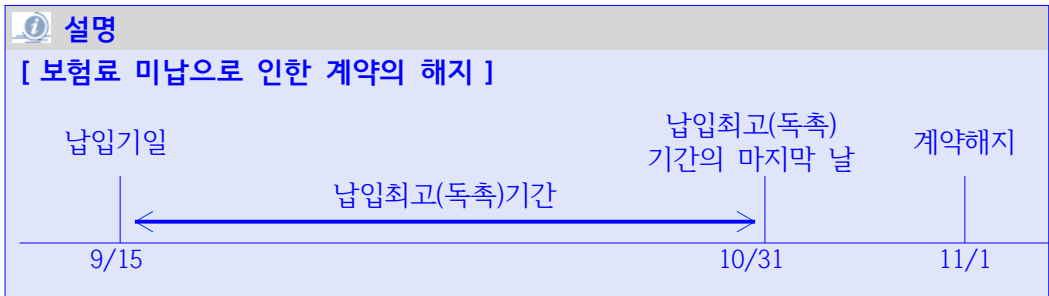 설명
[ 보험료 미납으로 인한 계약의 해지 ]
납입기일
납입최고(독촉)
기간의 마지막 날
계약해지
납입최고(독촉)기간
9/15
10/31
11/1